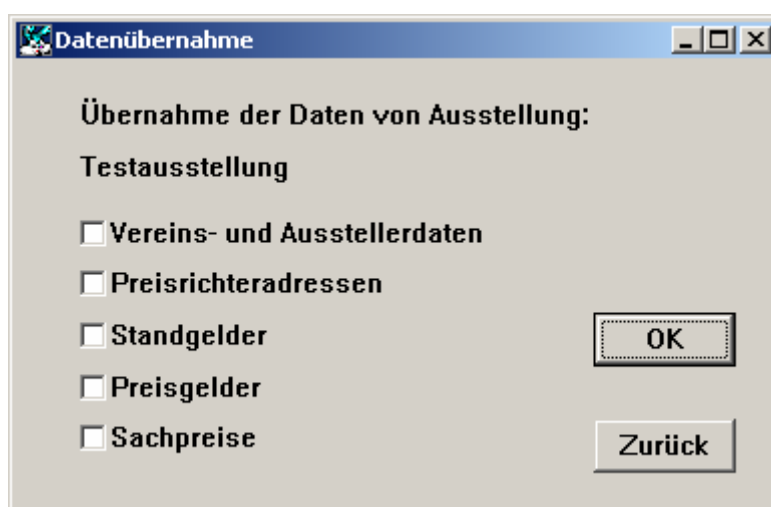 Datenübernahme
Übernahme der Daten von Ausstellung:
Testausstellung
Vereins- und Ausstellerdaten
Preisrichteradressen
Standgelder
OK
Preisgelder
Sachpreise
Zurück